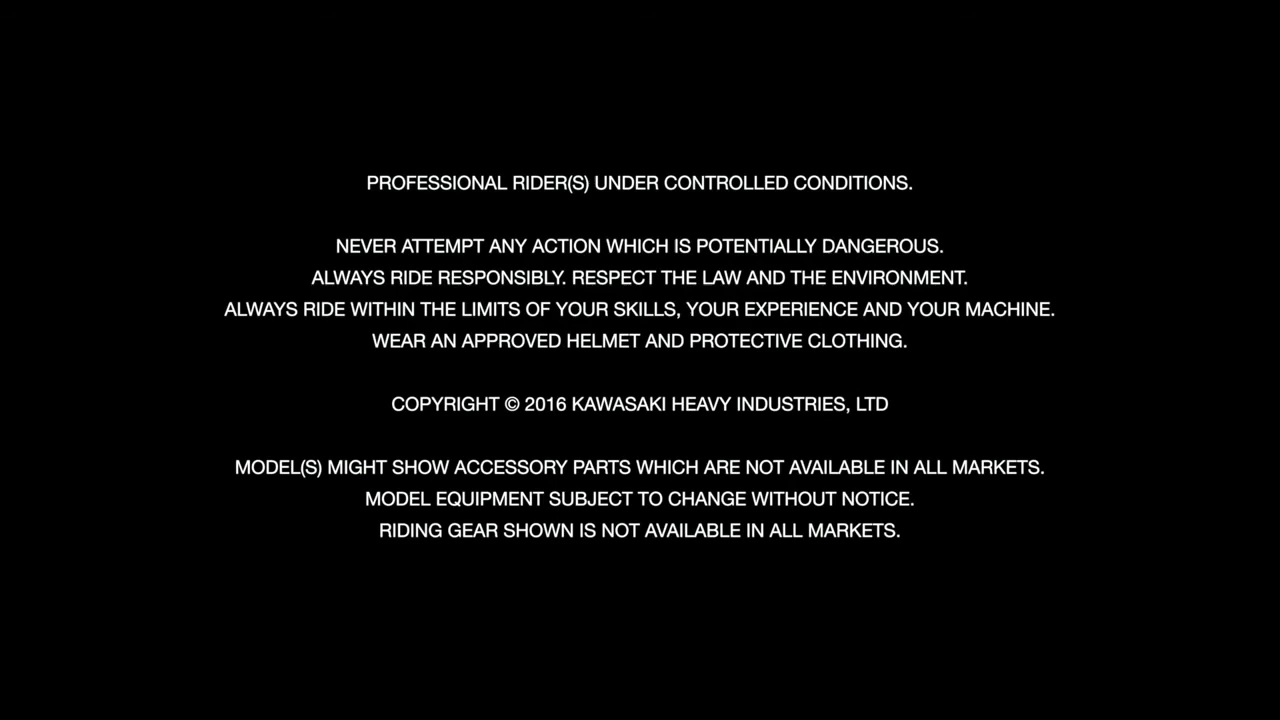 PROFESSIONAL RIDER(S) UNDER CONTROLLED CONDITIONS.
NEVER ATTEMPT ANY ACTION WHICH IS POTENTIALLY DANGEROUS.
ALWAYS RIDE RESPONSIBLY. RESPECT THE LAW AND THE ENVIRONMENT.
ALWAYS RIDE WITHIN THE LIMITS OF YOUR SKILLS, YOUR EXPERIENCE AND YOUR MACHINE.
WEAR AN APPROVED HELMET AND PROTECTIVE CLOTHING.
COPYRIGHT © 2016 KAWASAKI HEAVY INDUSTRIES, LTD
MODEL(S) MIGHT SHOW ACCESSORY PARTS WHICH ARE NOT AVAILABLE IN ALL MARKETS.
MODEL EQUIPMENT SUBJECT TO CHANGE WITHOUT NOTICE.
RIDING GEAR SHOWN IS NOT AVAILABLE IN ALL MARKETS.